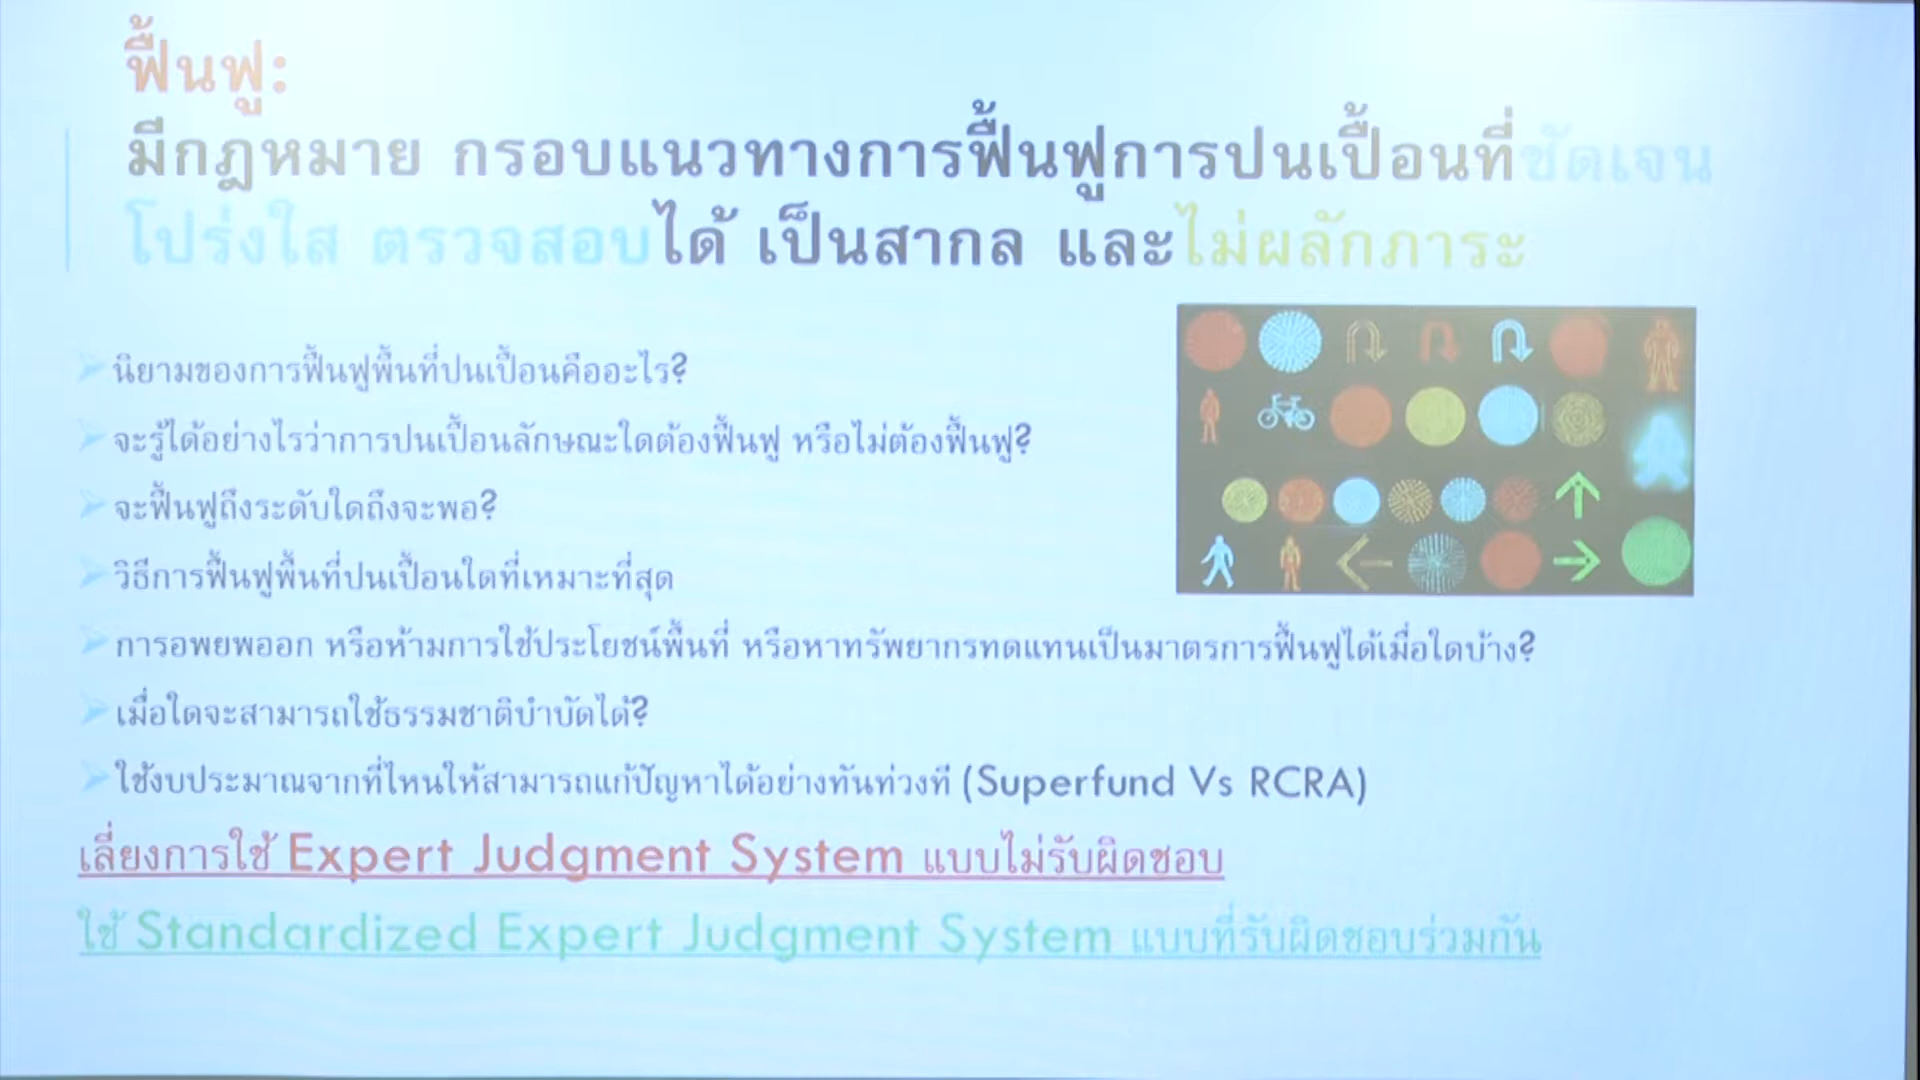 ฟื้นฟู:
มีกฎหมาย กรอบแนวทางการฟื้นฟูการปนเปื้อนที่ชัดเจน
โปร่งใส ตรวจสอบได้ เป็นสากล และไม่ผลักภาระ
นิยามของการฟื้นฟูพื้นที่ปนเปื้อนคืออะไร?
จะรู้ได้อย่างไรว่าการปนเปื้อนลักษณะใดต้องฟื้นฟู หรือไม่ต้องฟื้นฟู?
จะฟื้นฟูถึงระดับใดถึงจะพอ?
วิธีการฟื้นฟูพื้นที่ปนเปื้อนใดที่เหมาะที่สุด
การอพยพออก หรือห้ามการใช้ประโยชน์พื้นที่ หรือหาทรัพยากรทดแทนเป็นมาตรการฟื้นฟูได้เมื่อใดบ้าง?
เมื่อใดจะสามารถใช้ธรรมชาติบำบัดได้?
ใช้งบประมาณจากที่ไหนให้สามารถแก้ปัญหาได้อย่างทันท่วงที (Superfund Vs RCRA)
เลี่ยงการใช้ Expert Judgment System แบบไม่รับผิดชอบ
ใช้ Standardized Expert Judgment System แบบที่รับผิดชอบร่วมกัน